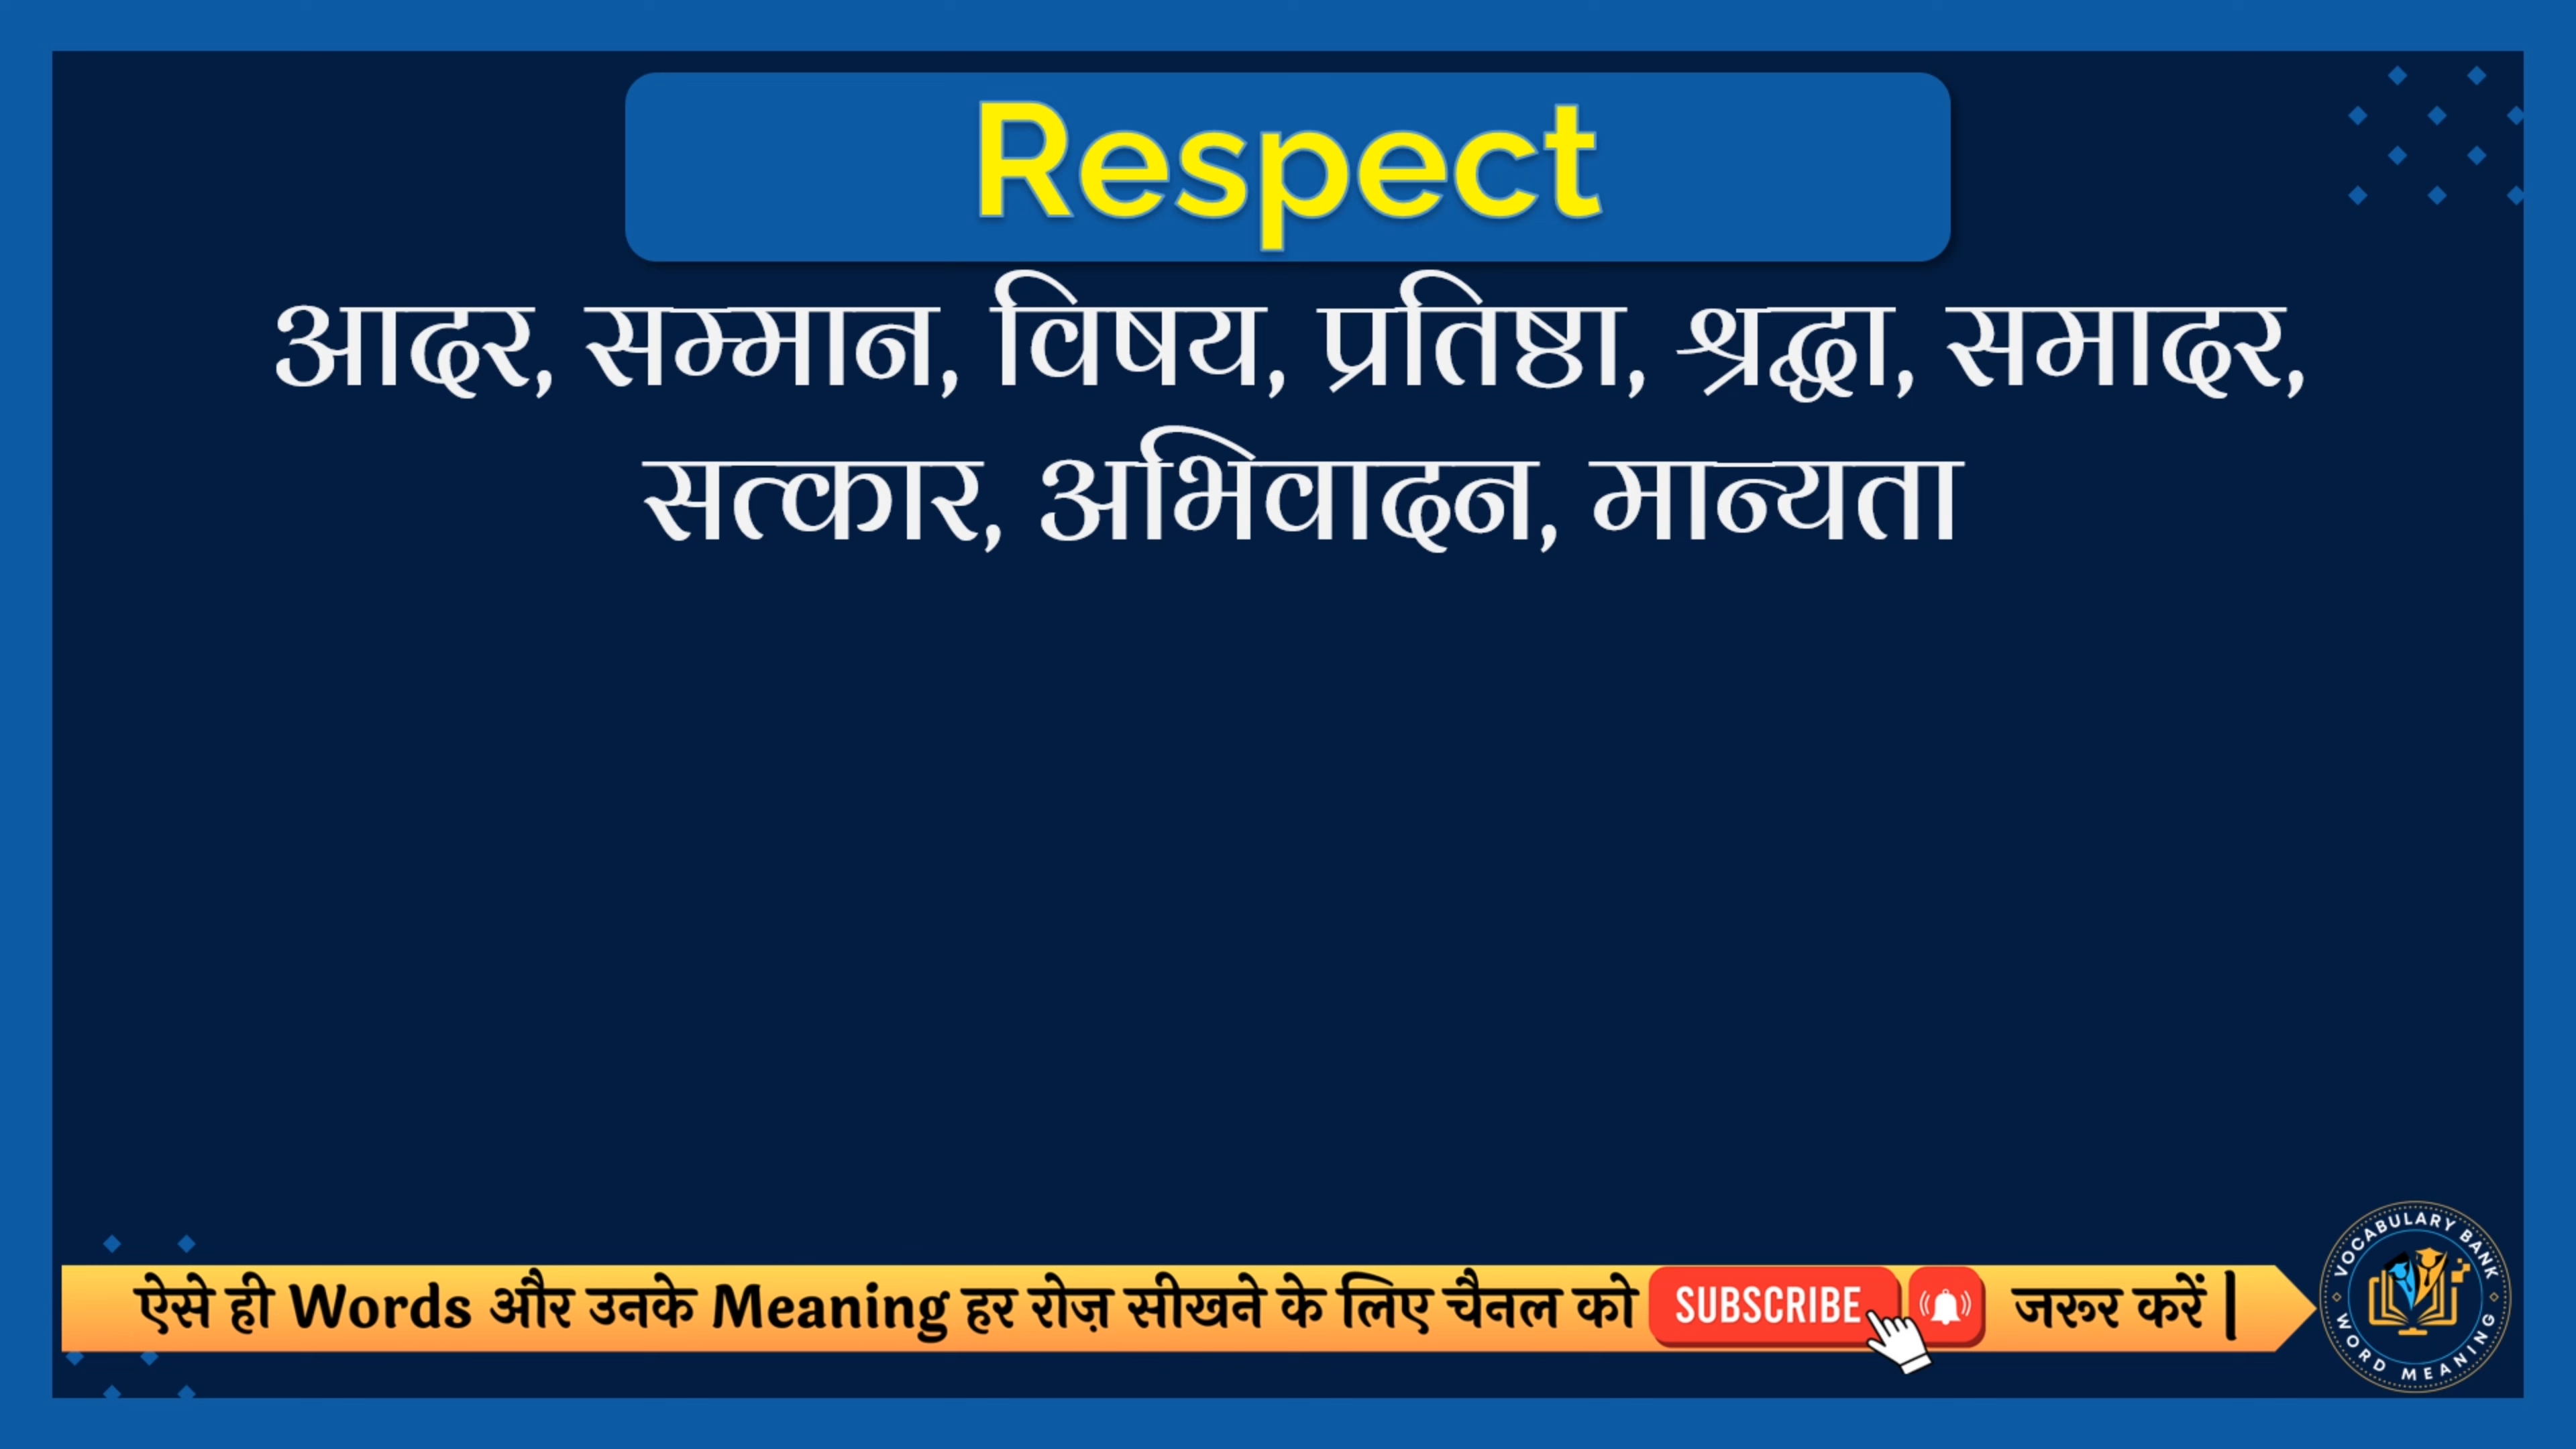 Respect
आदर, सम्मान, विषय, प्रतिष्ठा, श्रद्धा, समादर,
सत्कार, अभिवादन, मान्यता
ऐसे ही Words और उनके Meaning हर रोज़ सीखने के लिए चैनल को SUBSCRIBE जरूर करें |
VOCABULARY BANK
WORD MEANING